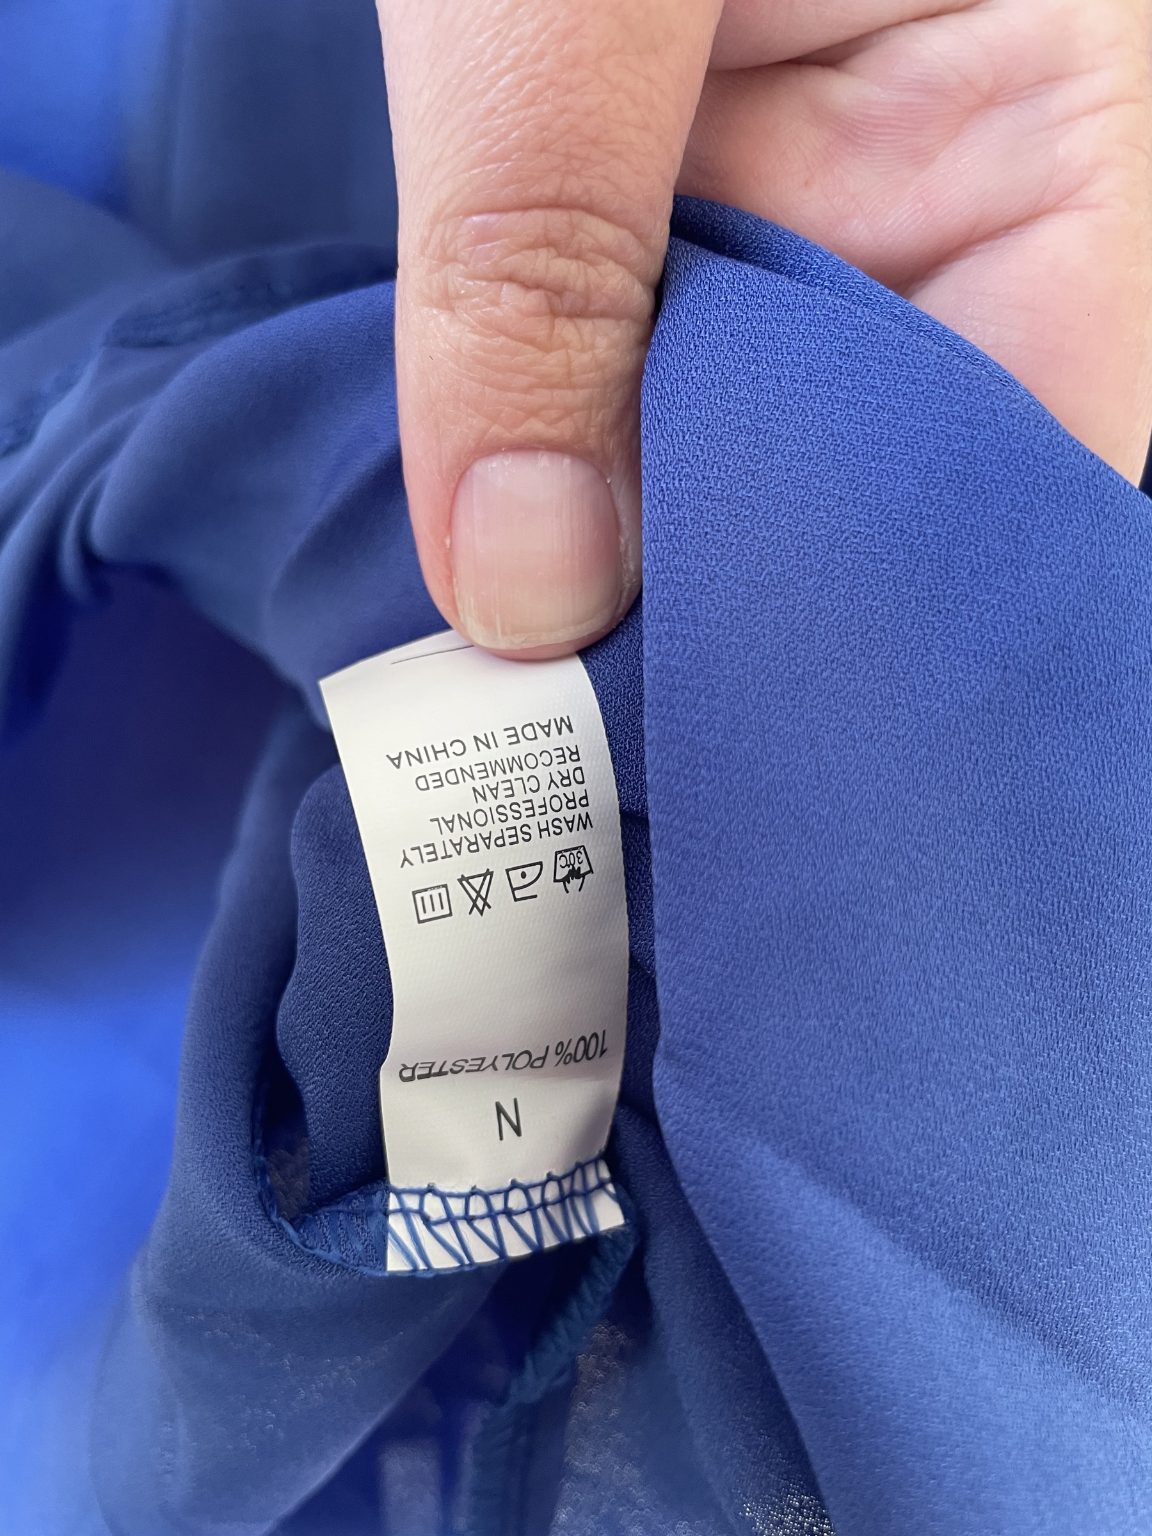 N
100% POLYESTER
30°C
WASH SEPARATELY
PROFESSIONAL
DRY CLEAN
RECOMMENDED
MADE IN CHINA